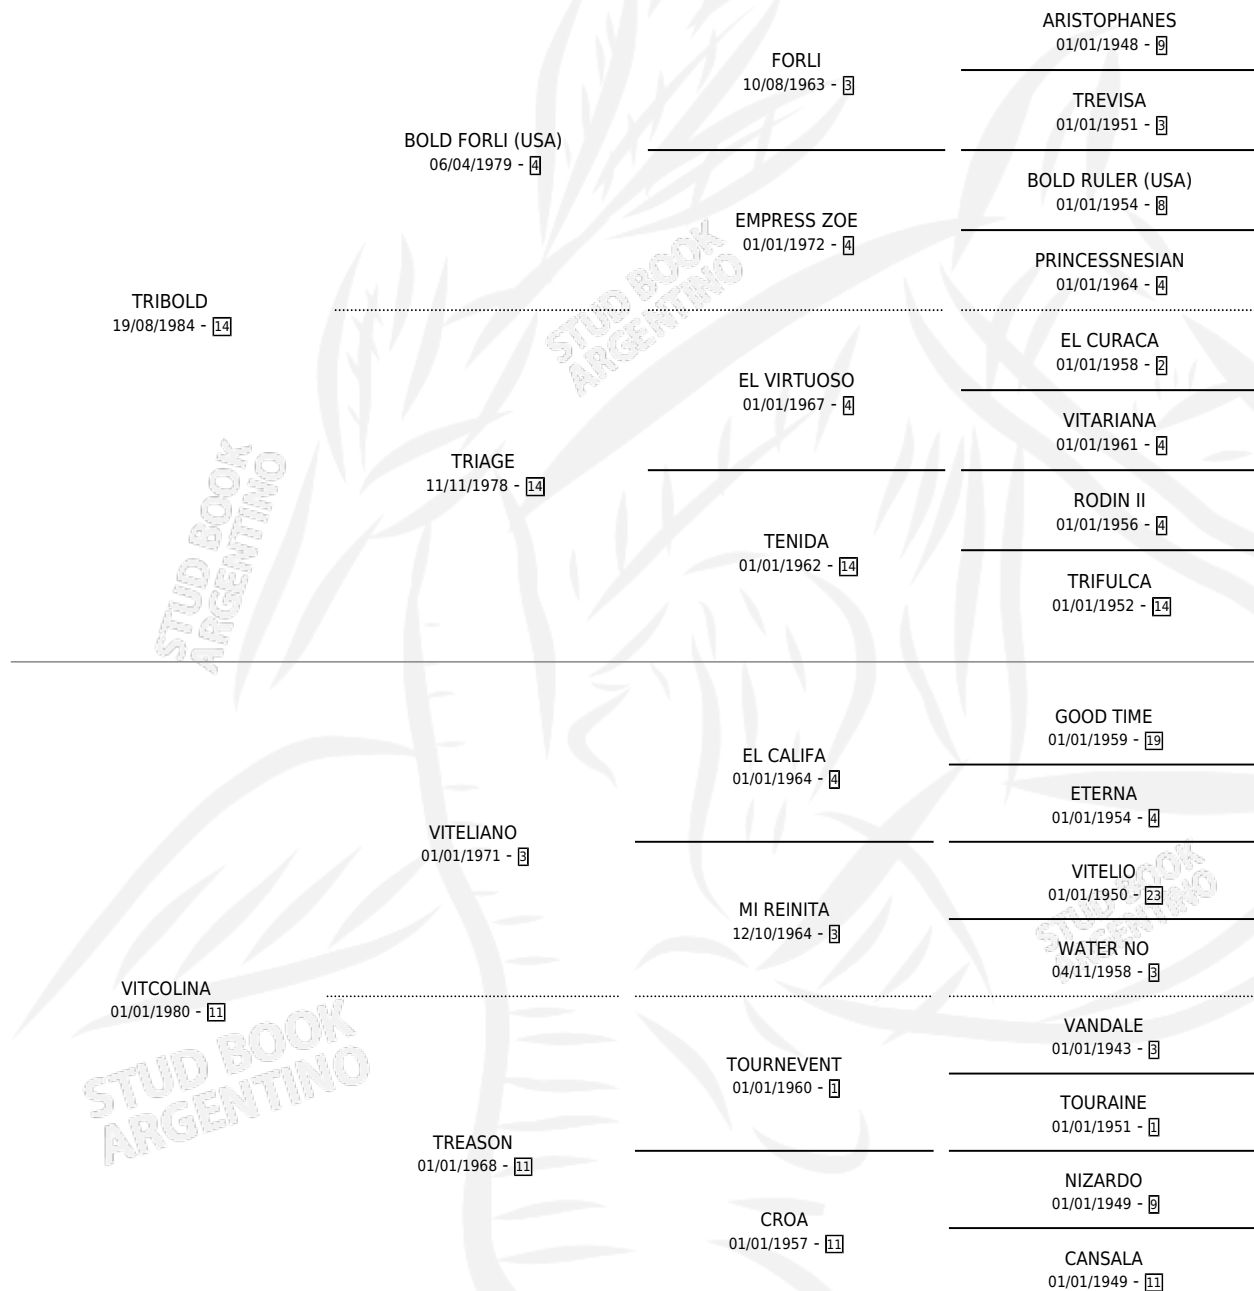 ARISTOPHANES
01/01/1948 - 9
FORLI
10/08/1963 - 3
TREVISA
01/01/1951 - 3
BOLD FORLI (USA)
06/04/1979 - 4
BOLD RULER (USA)
01/01/1954 - 8
EMPRESS ZOE
01/01/1972 - 4
PRINCESSNESIAN
01/01/1964 - 4
TRIBOLD
19/08/1984 - 14
EL CURACA
01/01/1958 - 2
EL VIRTUOSO
01/01/1967 - 4
VITARIANA
01/01/1961 - 4
TRIAGE
11/11/1978 - 14
RODIN II
01/01/1956 - 4
TENIDA
01/01/1962 - 14
TRIFULCA
01/01/1952 - 14
STUD BOOK
ARGENTINO
STUD BOOK
ARGENTINO
GOOD TIME
01/01/1959 - 19
EL CALIFA
01/01/1964 - 4
ETERNA
01/01/1954 - 4
VITELIANO
01/01/1971 - 3
VITELIO
01/01/1950 - 23
MI REINITA
12/10/1964 - 3
WATER NO
04/11/1958 - 3
STUD BOOK
ARGENTINO
VITCOLINA
01/01/1980 - 11
VANDALE
01/01/1943 - 3
TOURNEVENT
01/01/1960 - 1
TOURAINE
01/01/1951 - 1
TREASON
01/01/1968 - 11
NIZARDO
01/01/1949 - 9
CROA
01/01/1957 - 11
CANSALA
01/01/1949 - 11
STUD BOOK
ARGENTINO